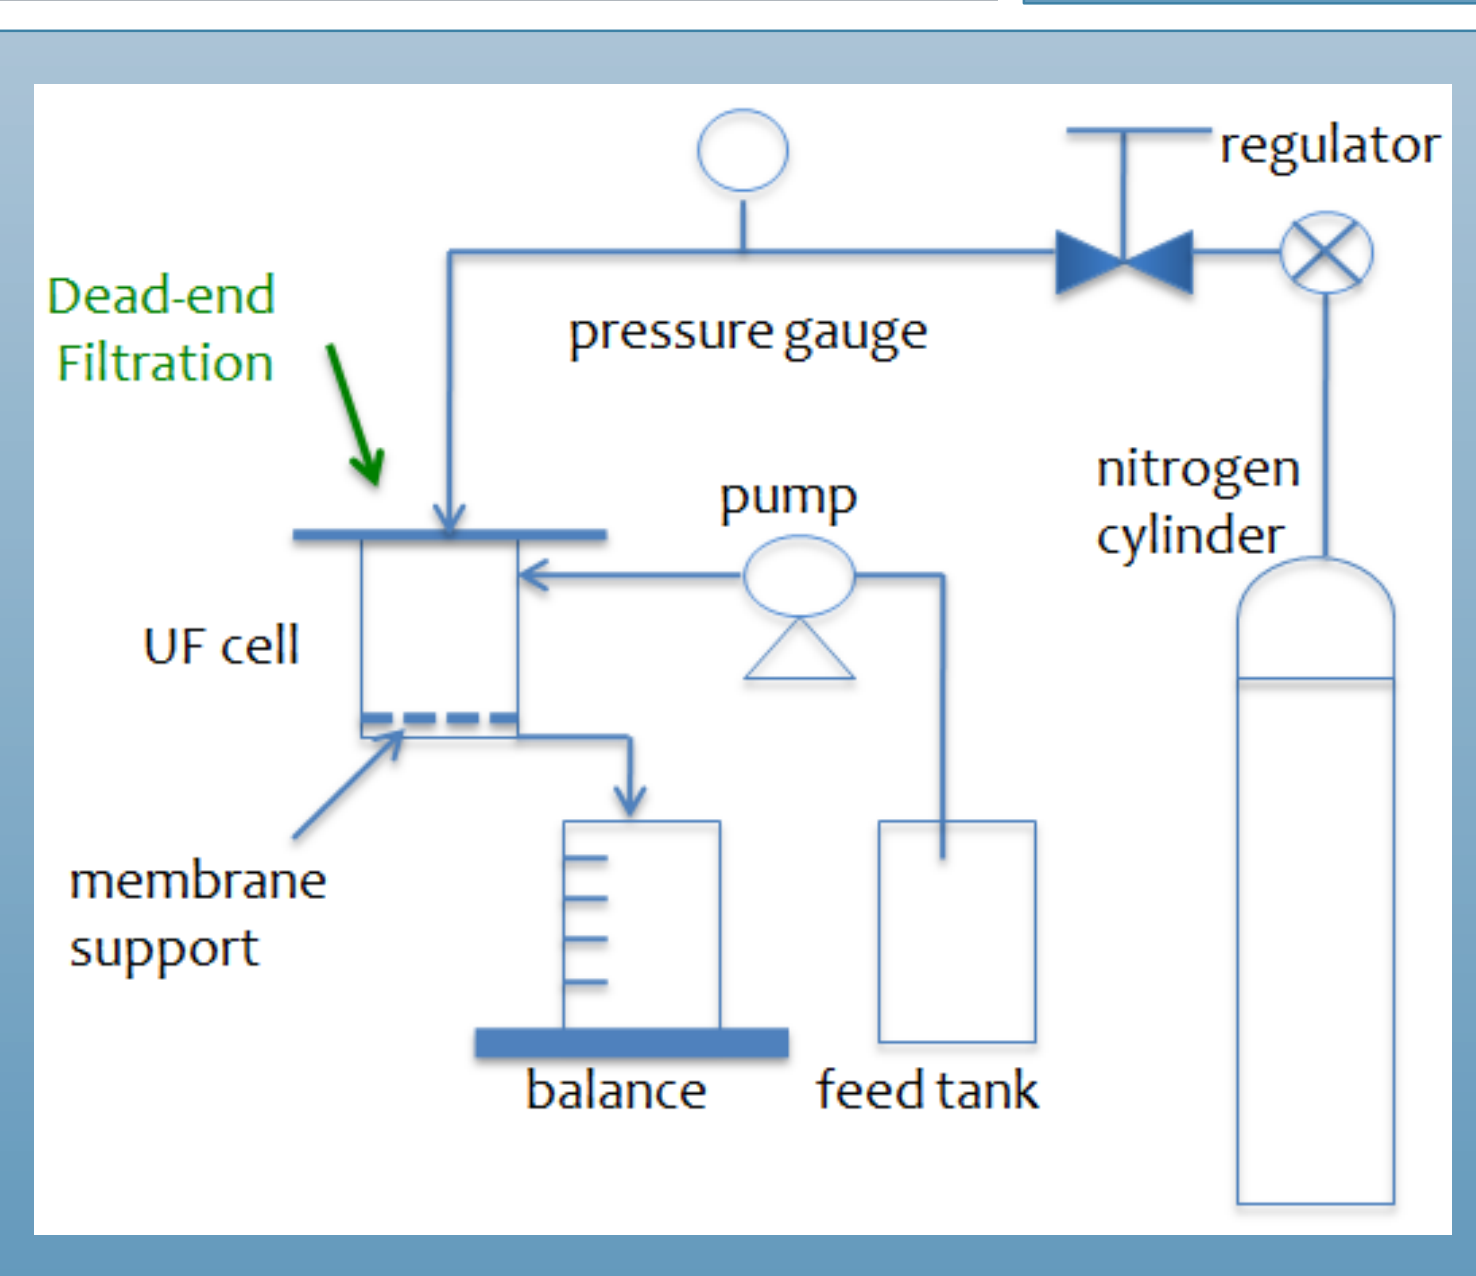 regulator
Dead-end
Filtration
pressure gauge
nitrogen
cylinder
pump
UF cell
membrane
support
balance
feed tank